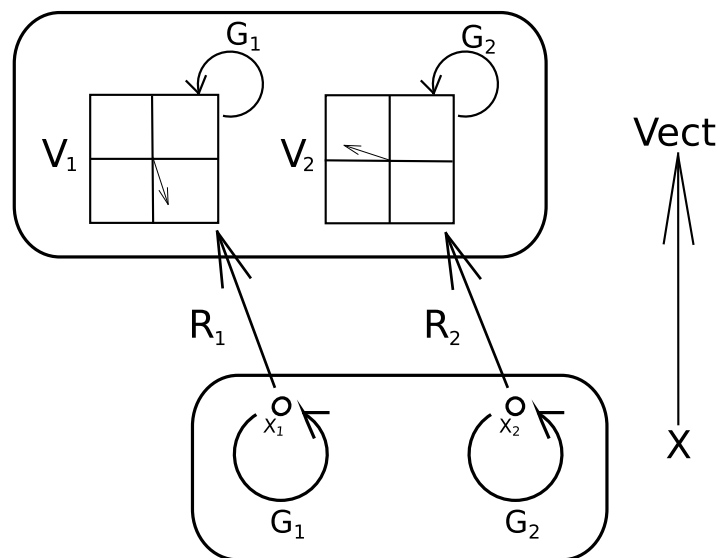 G₁
G₂
V₁
V₂
Vect
R₁
R₂
x₁
x₂
X
G₁
G₂